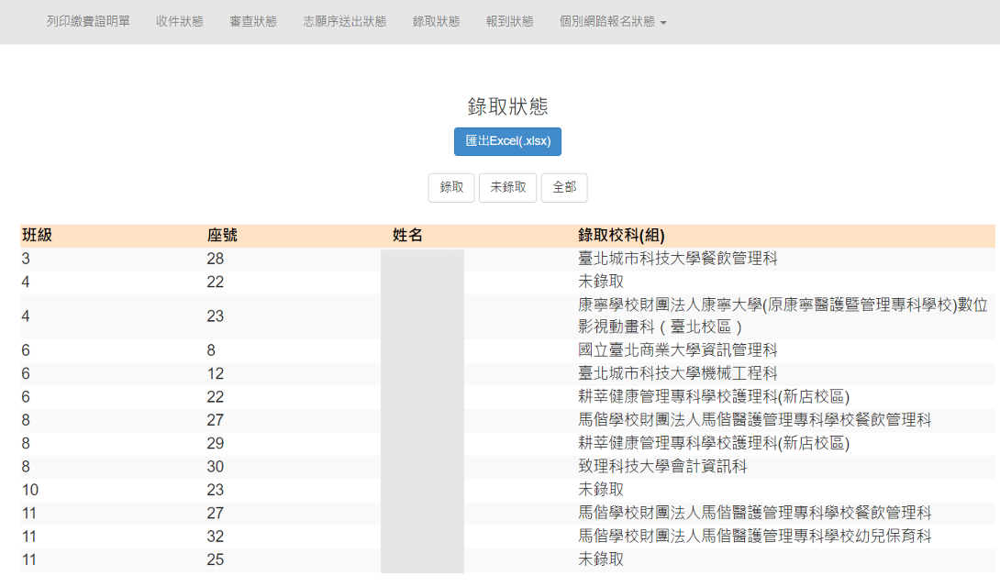 列印繳費證明單 收件狀態 審查狀態 志願序送出狀態 錄取狀態 報到狀態 個別網路報名狀態
錄取狀態
匯出Excel(.xlsx)
錄取 未錄取 全部
班級 座號 姓名 錄取校科(組)
3 28 臺北城市科技大學餐飲管理科
4 22 未錄取
4 23 康寧學校財團法人康寧大學(原康寧醫護暨管理專科學校)數位
影視動畫科（臺北校區）
6 8 國立臺北商業大學資訊管理科
6 12 臺北城市科技大學機械工程科
6 22 耕莘健康管理專科學校護理科(新店校區)
8 27 馬偕學校財團法人馬偕醫護管理專科學校餐飲管理科
8 29 耕莘健康管理專科學校護理科(新店校區)
8 30 致理科技大學會計資訊科
10 23 未錄取
11 27 馬偕學校財團法人馬偕醫護管理專科學校餐飲管理科
11 32 馬偕學校財團法人馬偕醫護管理專科學校幼兒保育科
11 25 未錄取